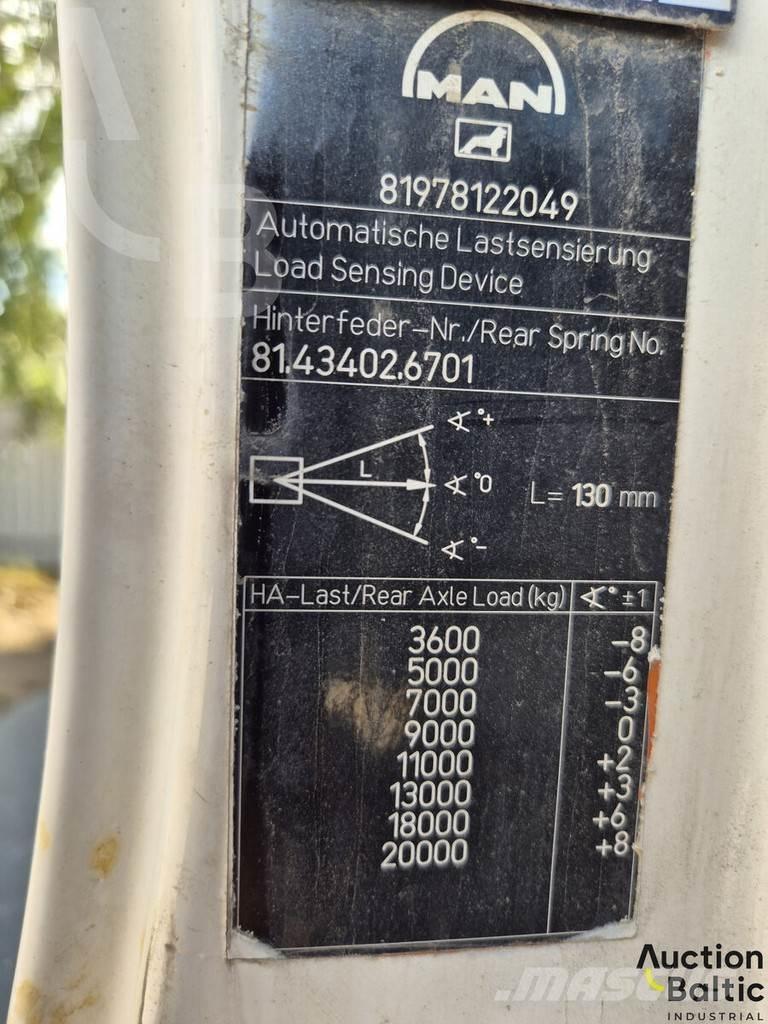 MAN
81978122049
Automatische Lastsensierung
Load Sensing Device
Hinterfeder-Nr./Rear Spring No.
81.43402.6701
∢°+
L
∢°0
L= 130 mm
∢°-
HA-Last/Rear Axle Load (kg) ∢° ±1
3600 -8
5000 -6
7000 -3
9000 0
11000 +2
13000 +3
18000 +6
20000 +8
Auction
Baltic
INDUSTRIAL